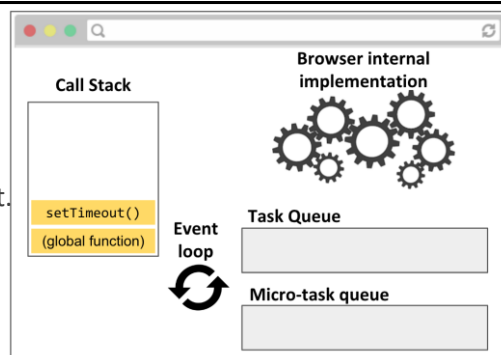 Browser internal
implementation
Call Stack
t.
setTimeout()
(global function)
Event
loop
Task Queue
Micro-task queue